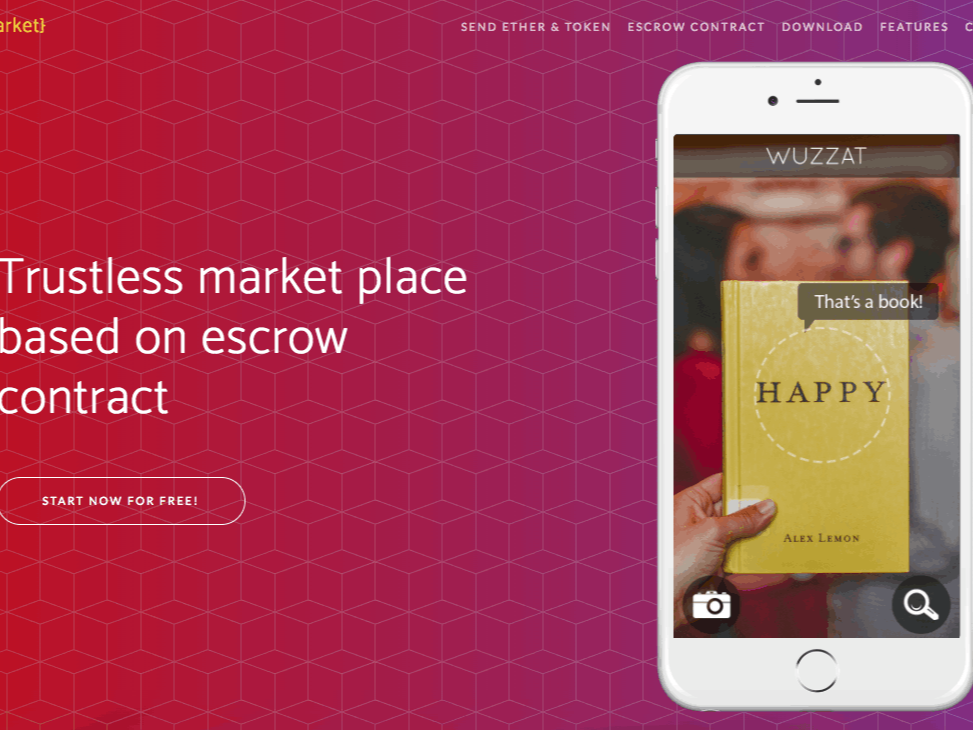 arket}
SEND ETHER & TOKEN ESCROW CONTRACT DOWNLOAD FEATURES C
WUZZAT
That's a book!
Trustless market place
based on escrow
contract
HAPPY
START NOW FOR FREE!
ALEX LEMON